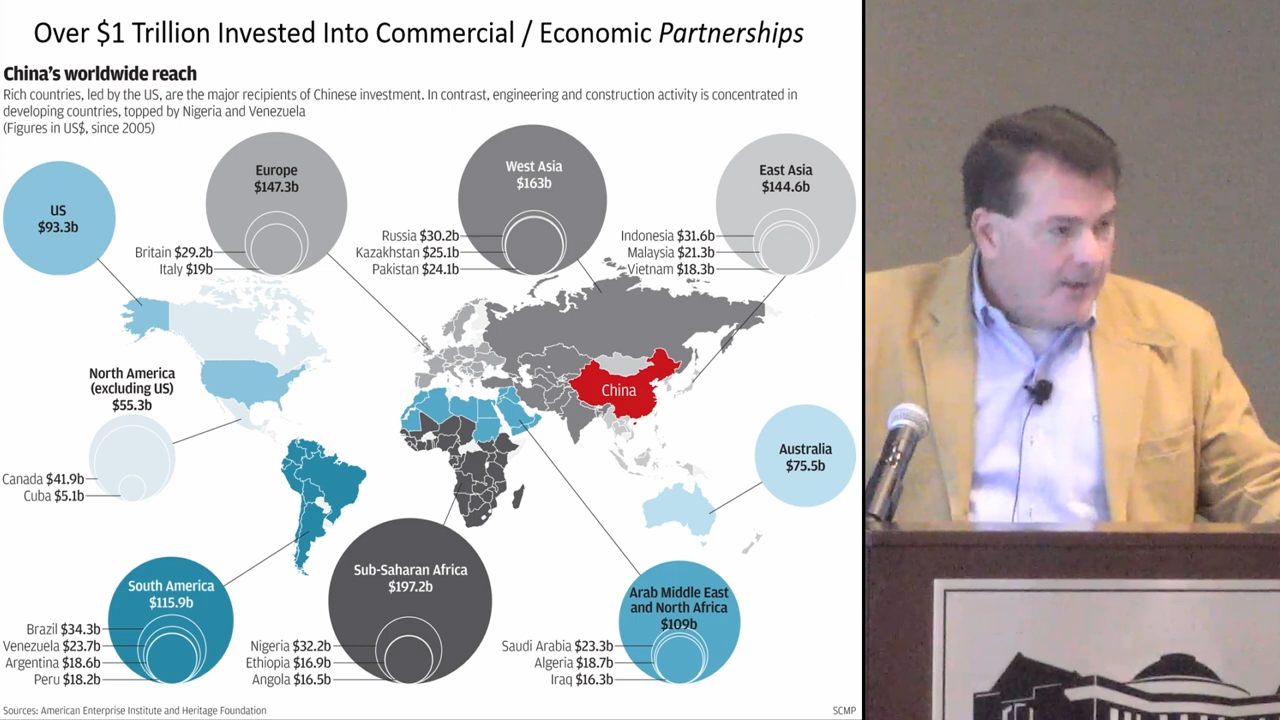 Over $1 Trillion Invested Into Commercial / Economic Partnerships
China's worldwide reach
Rich countries, led by the US, are the major recipients of Chinese investment. In contrast, engineering and construction activity is concentrated in
developing countries, topped by Nigeria and Venezuela
(Figures in US$, since 2005)
US
$93.3b
Europe
$147.3b
Britain $29.2b
Italy $19b
West Asia
$163b
Russia $30.2b
Kazakhstan $25.1b
Pakistan $24.1b
East Asia
$144.6b
Indonesia $31.6b
Malaysia $21.3b
Vietnam $18.3b
North America
(excluding US)
$55.3b
Canada $41.9b
Cuba $5.1b
China
Australia
$75.5b
South America
$115.9b
Brazil $34.3b
Venezuela $23.7b
Argentina $18.6b
Peru $18.2b
Sub-Saharan Africa
$197.2b
Nigeria $32.2b
Ethiopia $16.9b
Angola $16.5b
Arab Middle East
and North Africa
$109b
Saudi Arabia $23.3b
Algeria $18.7b
Iraq $16.3b
Sources: American Enterprise Institute and Heritage Foundation
SCMP